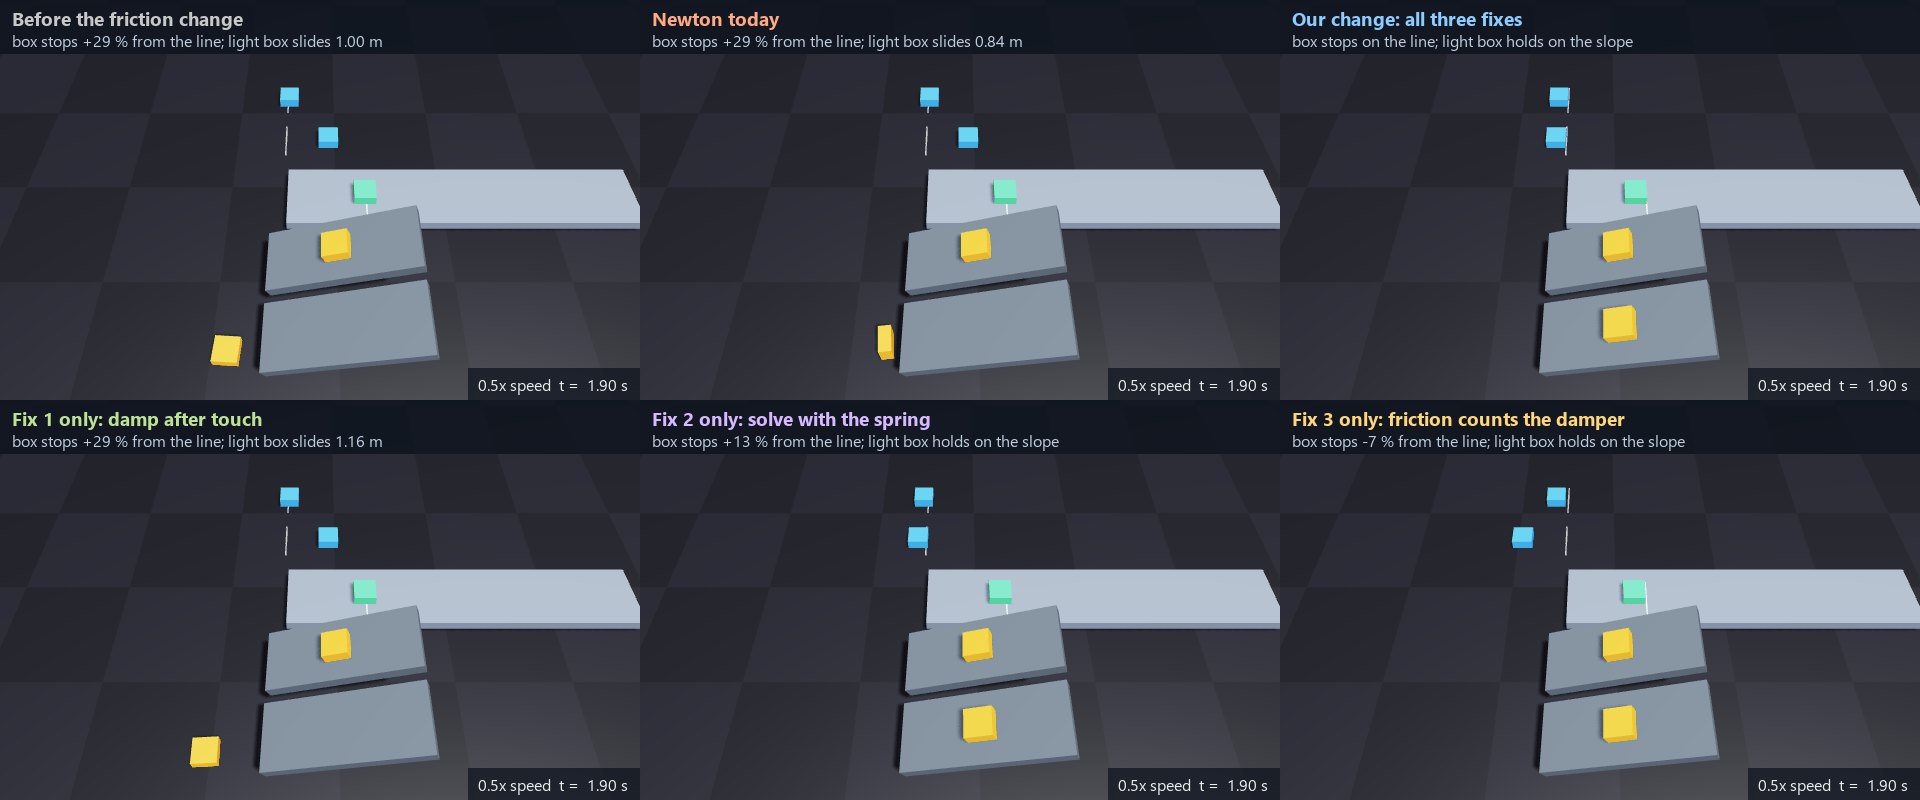 Before the friction change
box stops +29 % from the line; light box slides 1.00 m
0.5x speed t = 1.90 s
Newton today
box stops +29 % from the line; light box slides 0.84 m
0.5x speed t = 1.90 s
Our change: all three fixes
box stops on the line; light box holds on the slope
0.5x speed t = 1.90 s
Fix 1 only: damp after touch
box stops +29 % from the line; light box slides 1.16 m
0.5x speed t = 1.90 s
Fix 2 only: solve with the spring
box stops +13 % from the line; light box holds on the slope
0.5x speed t = 1.90 s
Fix 3 only: friction counts the damper
box stops -7 % from the line; light box holds on the slope
0.5x speed t = 1.90 s